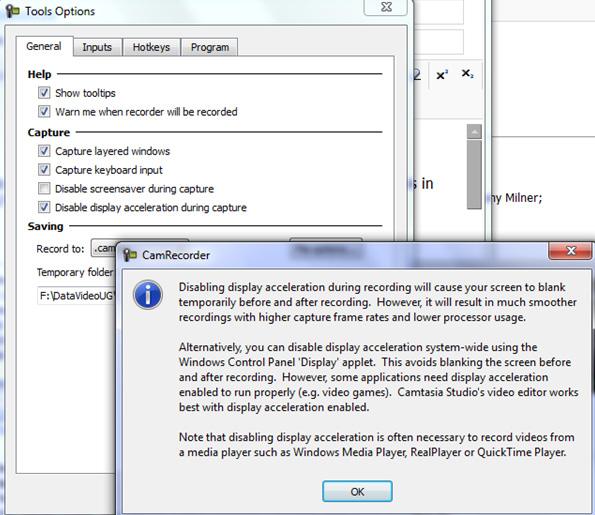 Tools Options
General Inputs Hotkeys Program
x² x₂
Help
Show tooltips
Warn me when recorder will be recorded
Capture
Capture layered windows
Capture keyboard input
s in
Disable screensaver during capture
ny Milner;
Disable display acceleration during capture
Saving
Record to: .cam
Temporary folder
F:\DataVideoUG\
CamRecorder
Disabling display acceleration during recording will cause your screen to blank
temporarily before and after recording. However, it will result in much smoother
recordings with higher capture frame rates and lower processor usage.
Alternatively, you can disable display acceleration system-wide using the
Windows Control Panel 'Display' applet. This avoids blanking the screen before
and after recording. However, some applications need display acceleration
enabled to run properly (e.g. video games). Camtasia Studio's video editor works
best with display acceleration enabled.
Note that disabling display acceleration is often necessary to record videos from
a media player such as Windows Media Player, RealPlayer or QuickTime Player.
OK